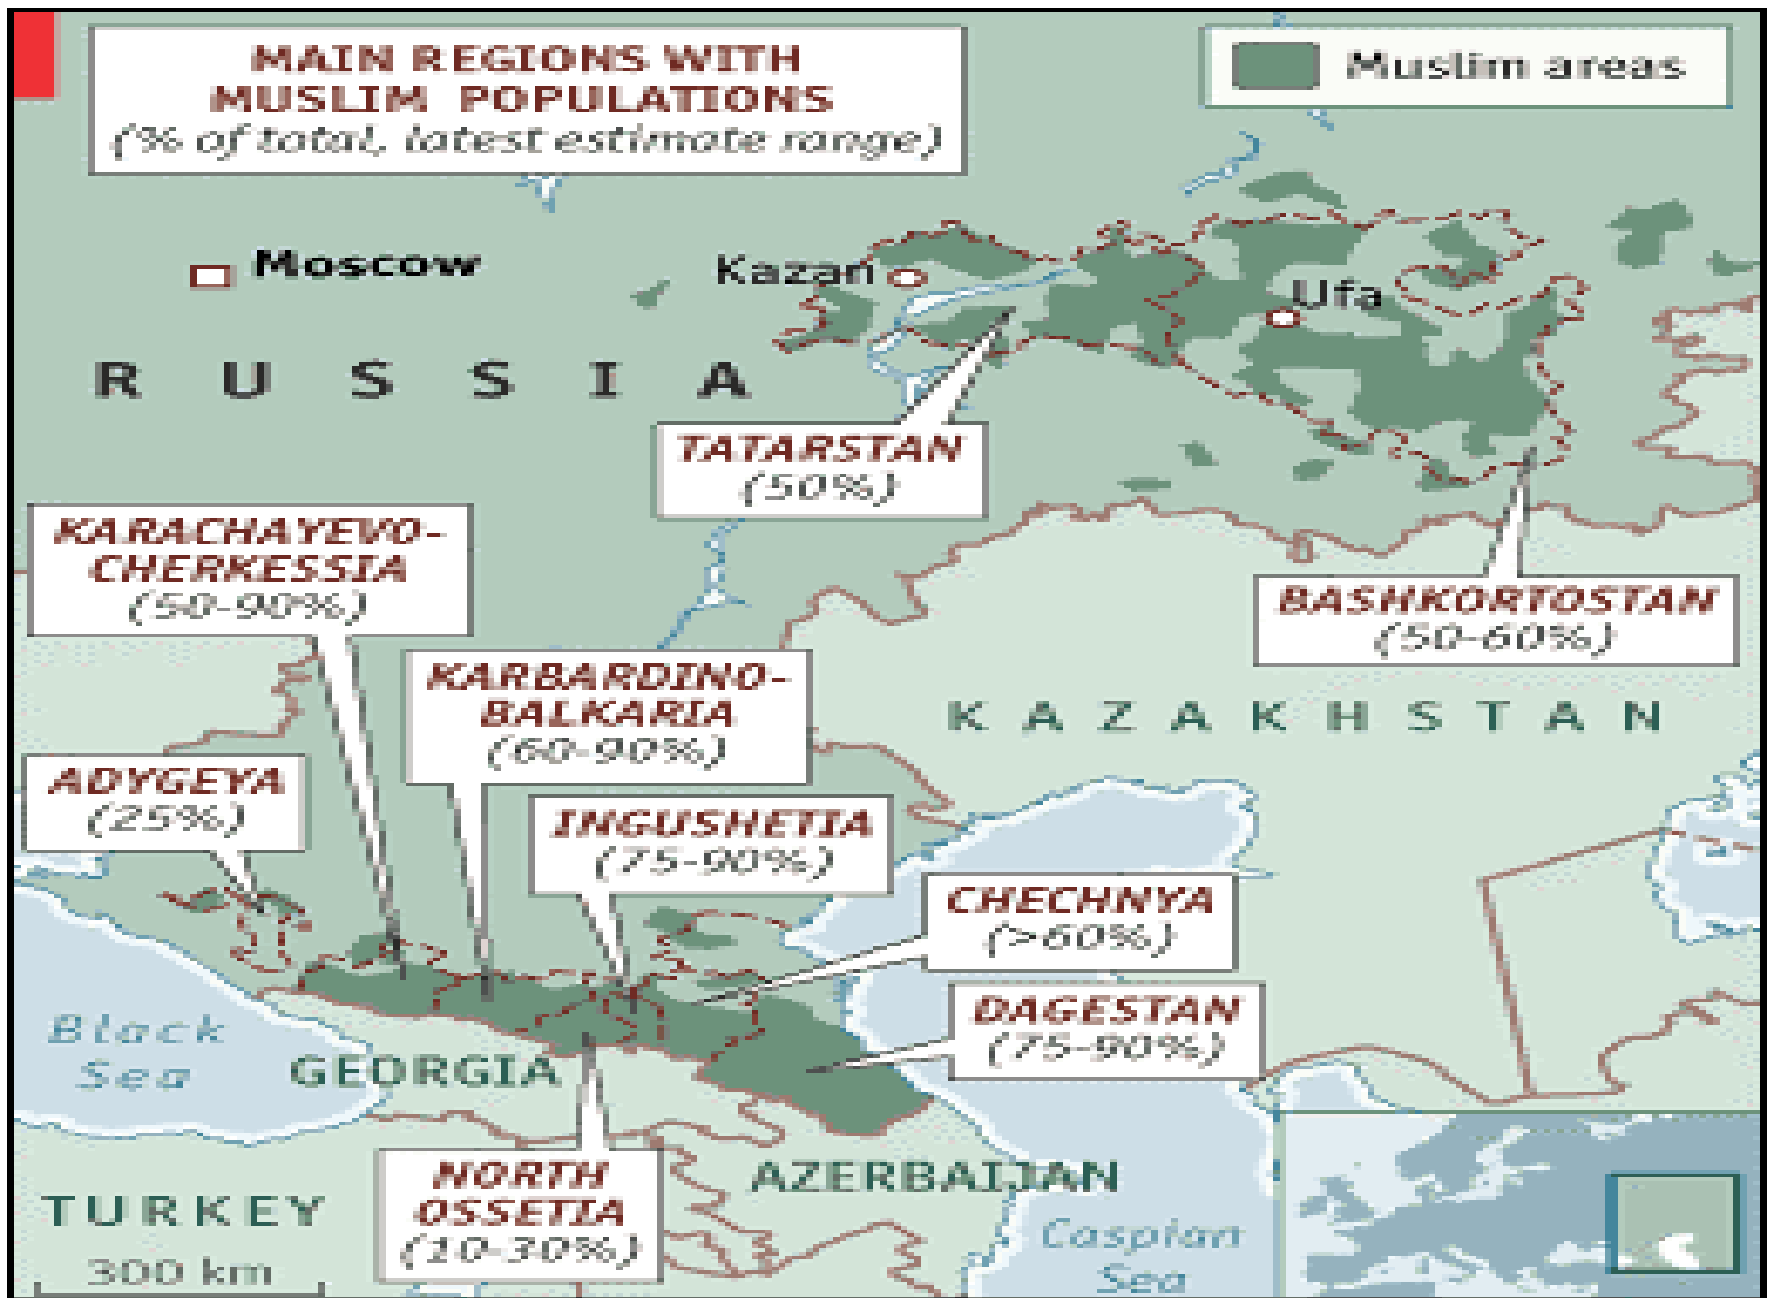 MAIN REGIONS WITH
MUSLIM POPULATIONS
(% of total, latest estimate range)
Muslim areas
Moscow
Kazan
Ufa
RUSSIA
TATARSTAN
(50%)
KARACHAYEVO-
CHERKESSIA
(50-90%)
BASHKORTOSTAN
(50-60%)
KARBARDINO-
BALKARIA
(60-90%)
KAZAKHSTAN
ADYGEYA
(25%)
INGUSHETIA
(75-90%)
CHECHNYA
(>60%)
DAGESTAN
(75-90%)
Black
Sea
GEORGIA
NORTH
OSSETIA
(10-30%)
AZERBAIJAN
TURKEY
Caspian
Sea
300 km